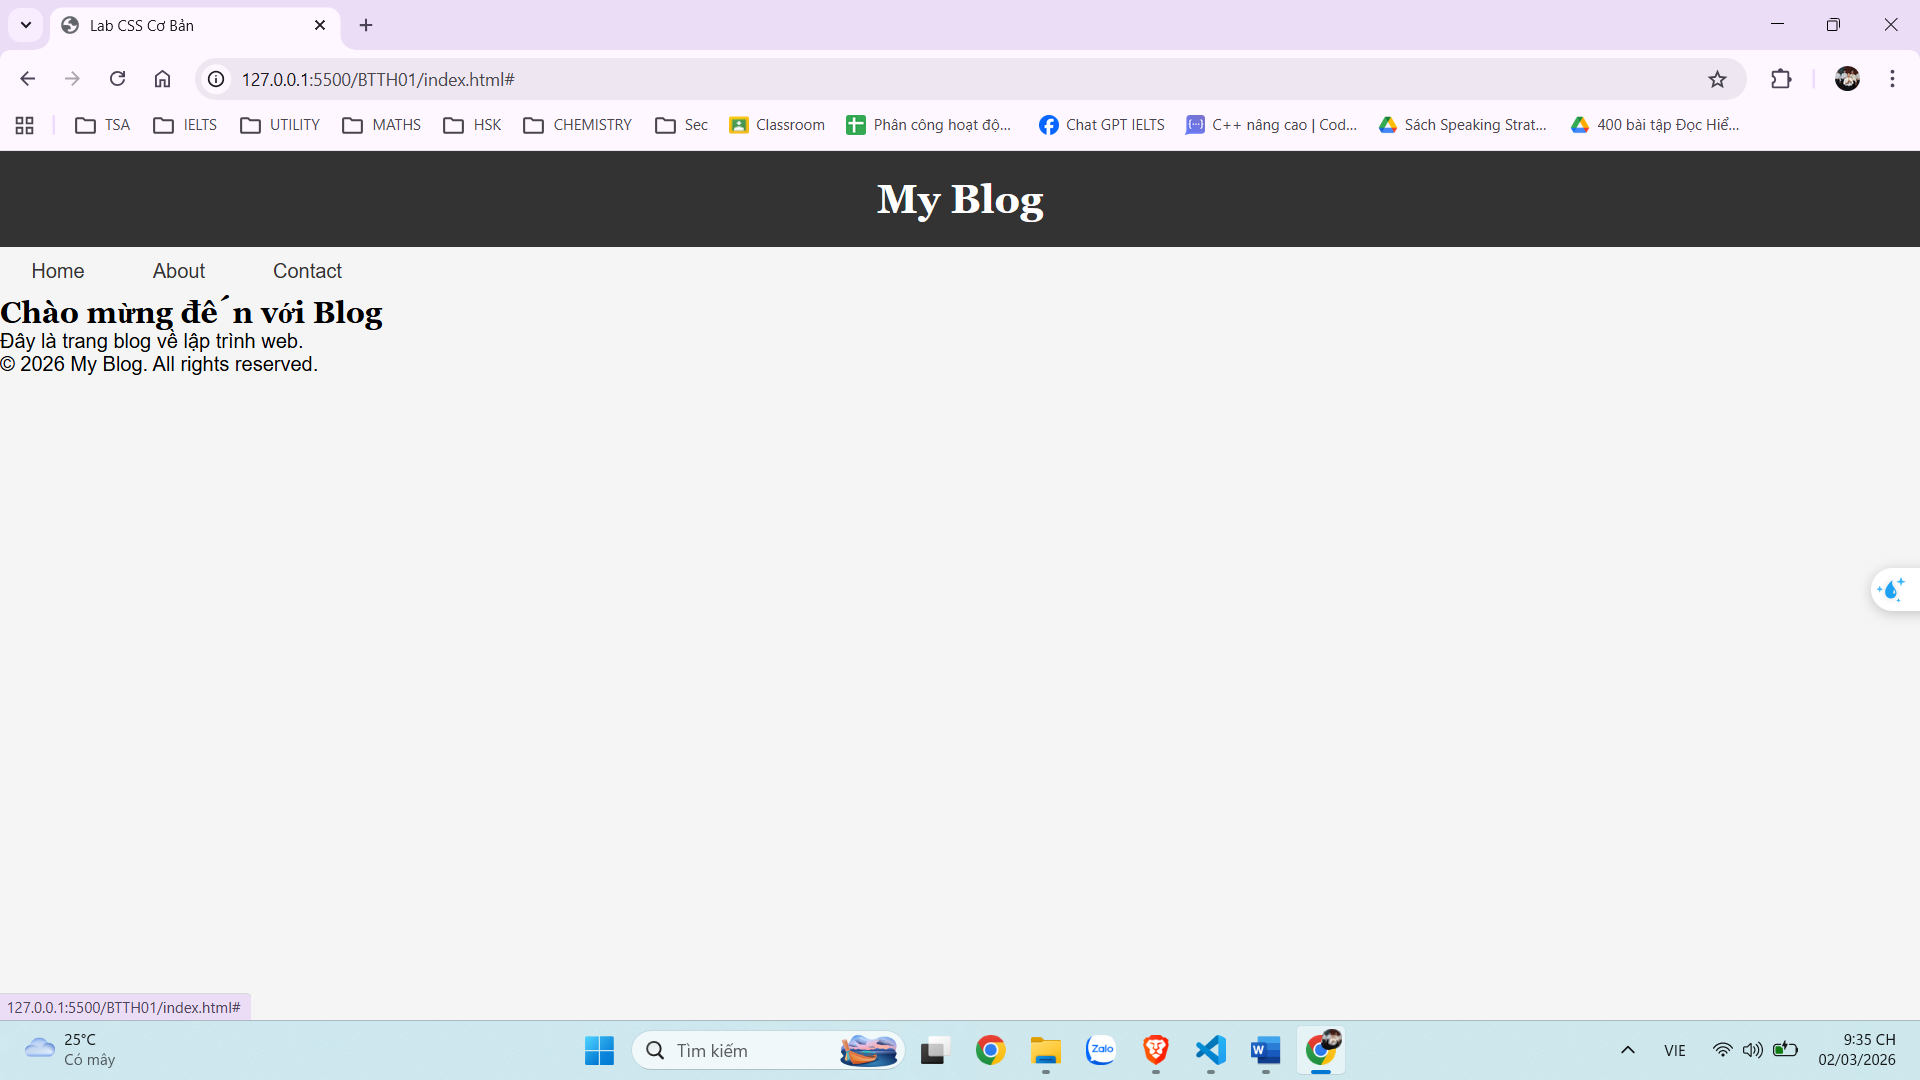 Lab CSS Cơ Bản
127.0.0.1:5500/BTTH01/index.html#
TSA IELTS UTILITY MATHS HSK CHEMISTRY Sec Classroom Phân công hoạt độ... Chat GPT IELTS C++ nâng cao | Cod... Sách Speaking Strat... 400 bài tập Đọc Hiể...
My Blog
Home About Contact
Chào mừng đến với Blog
Đây là trang blog về lập trình web.
© 2026 My Blog. All rights reserved.
127.0.0.1:5500/BTTH01/index.html#
25°C
Có mây
Tìm kiếm
Zalo
W
VIE
9:35 CH
02/03/2026